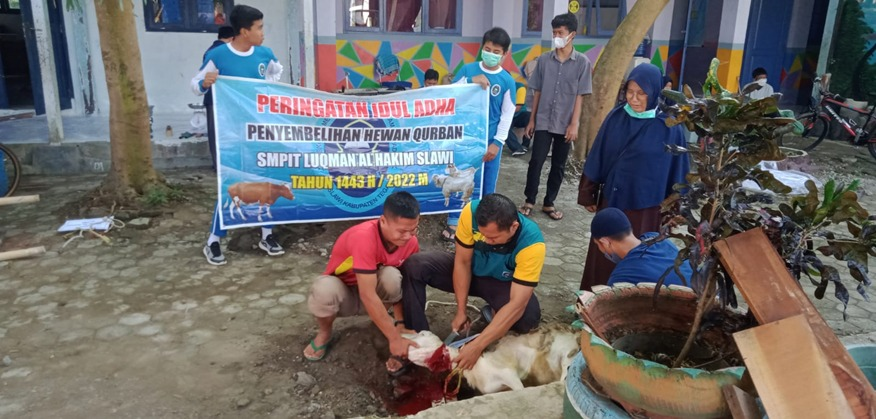 PERINGATAN IDUL ADHA
PENYEMBELIHAN HEWAN QURBAN
SMPIT LUQMAN AL HAKIM SLAWI
TAHUN 1443 H / 2022 M